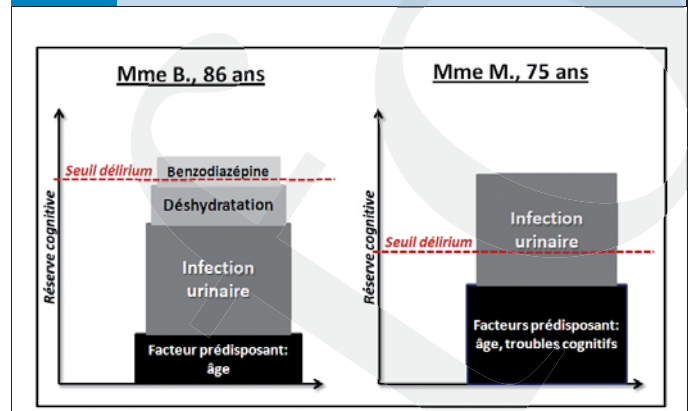 Mme B., 86 ans
Mme M., 75 ans
Réserve cognitive
Seuil délirium
Benzodiazépine
Déshydratation
Infection
urinaire
Facteur prédisposant:
âge
Réserve cognitive
Seuil délirium
Infection
urinaire
Facteurs prédisposant:
âge, troubles cognitifs